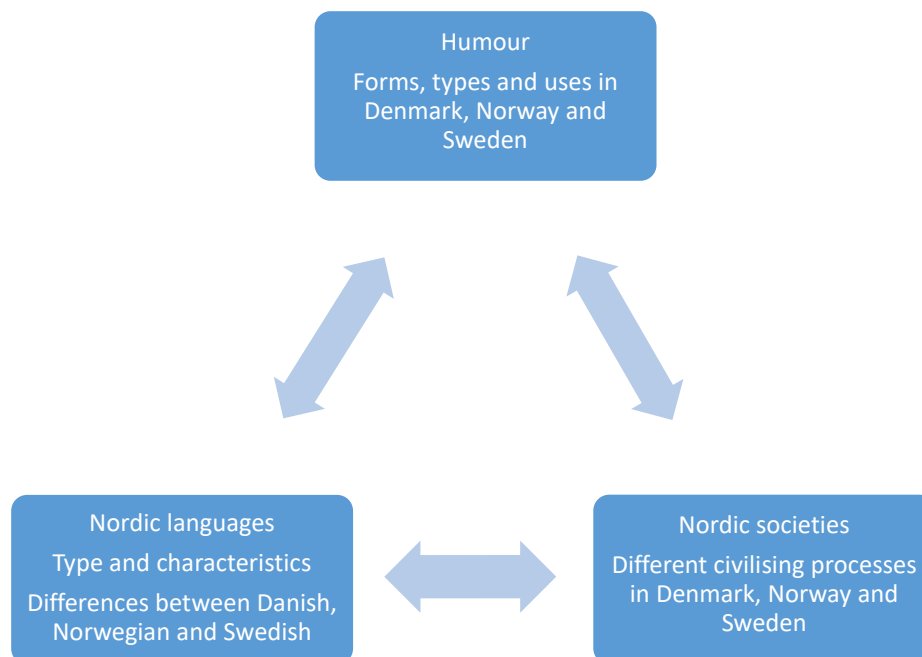 Humour
Forms, types and uses in
Denmark, Norway and
Sweden
Nordic languages
Type and characteristics
Differences between Danish,
Norwegian and Swedish
Nordic societies
Different civilising processes
in Denmark, Norway and
Sweden